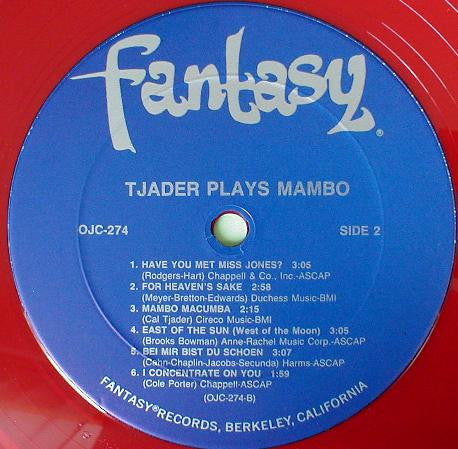 Fantasy®
TJADER PLAYS MAMBO
OJC-274 SIDE 2
1. HAVE YOU MET MISS JONES? 3:05
(Rodgers-Hart) Chappell & Co., Inc.-ASCAP
2. FOR HEAVEN'S SAKE 2:58
(Meyer-Bretton-Edwards) Duchess Music-BMI
3. MAMBO MACUMBA 2:15
(Cal Tjader) Cireco Music-BMI
4. EAST OF THE SUN (West of the Moon) 3:05
(Brooks Bowman) Anne-Rachel Music Corp.-ASCAP
5. BEI MIR BIST DU SCHOEN 3:07
(Cahn-Chaplin-Jacobs-Secunda) Harms-ASCAP
6. I CONCENTRATE ON YOU 1:59
(Cole Porter) Chappell-ASCAP
(OJC-274-B)
FANTASY®RECORDS, BERKELEY, CALIFORNIA